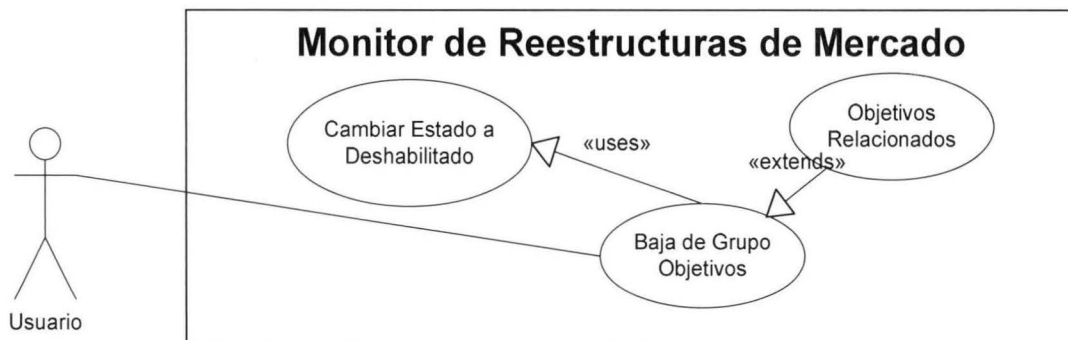 Monitor de Reestructuras de Mercado
Cambiar Estado a
Deshabilitado
«uses»
Objetivos
Relacionados
«extends»
Baja de Grupo
Objetivos
Usuario